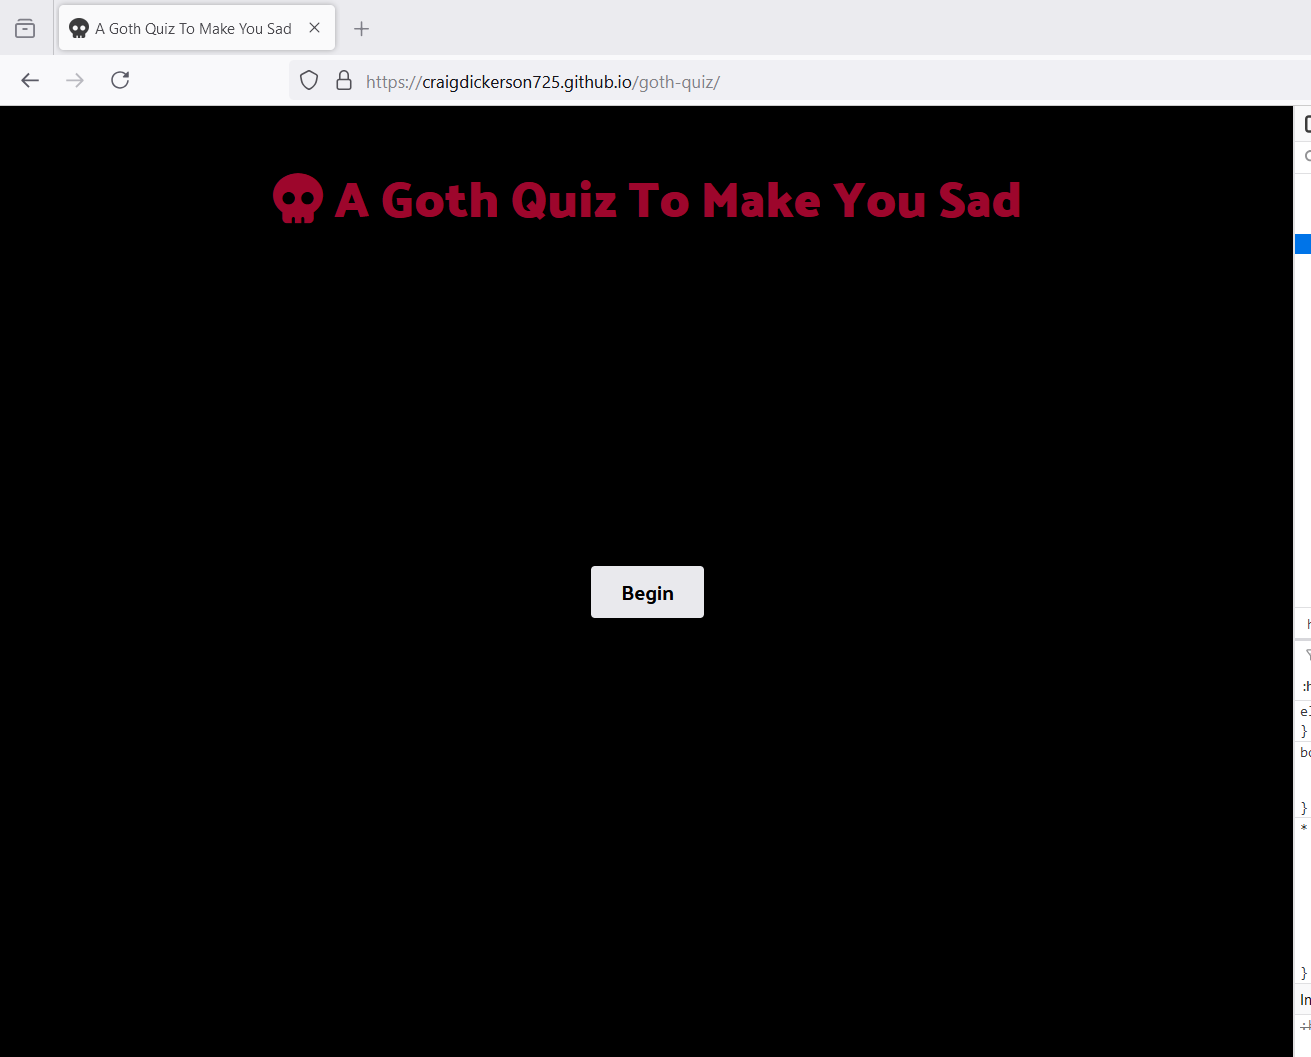 A Goth Quiz To Make You Sad
https://craigdickerson725.github.io/goth-quiz/
A Goth Quiz To Make You Sad
Begin
}
}
*
}